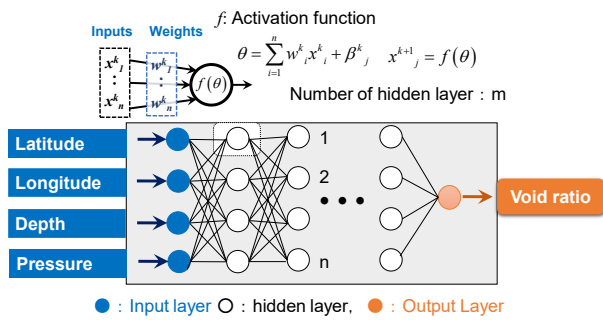 f: Activation function
Inputs Weights
x^k_1 w^k_1
:
x^k_n w^k_n
f(θ)
θ = ∑_{i=1}^{n} w^k_i x^k_i + β^k_j x^{k+1}_j = f(θ)
Number of hidden layer : m
Latitude
Longitude
Depth
Pressure
1
2
• • •
n
Void ratio
: Input layer : hidden layer, : Output Layer